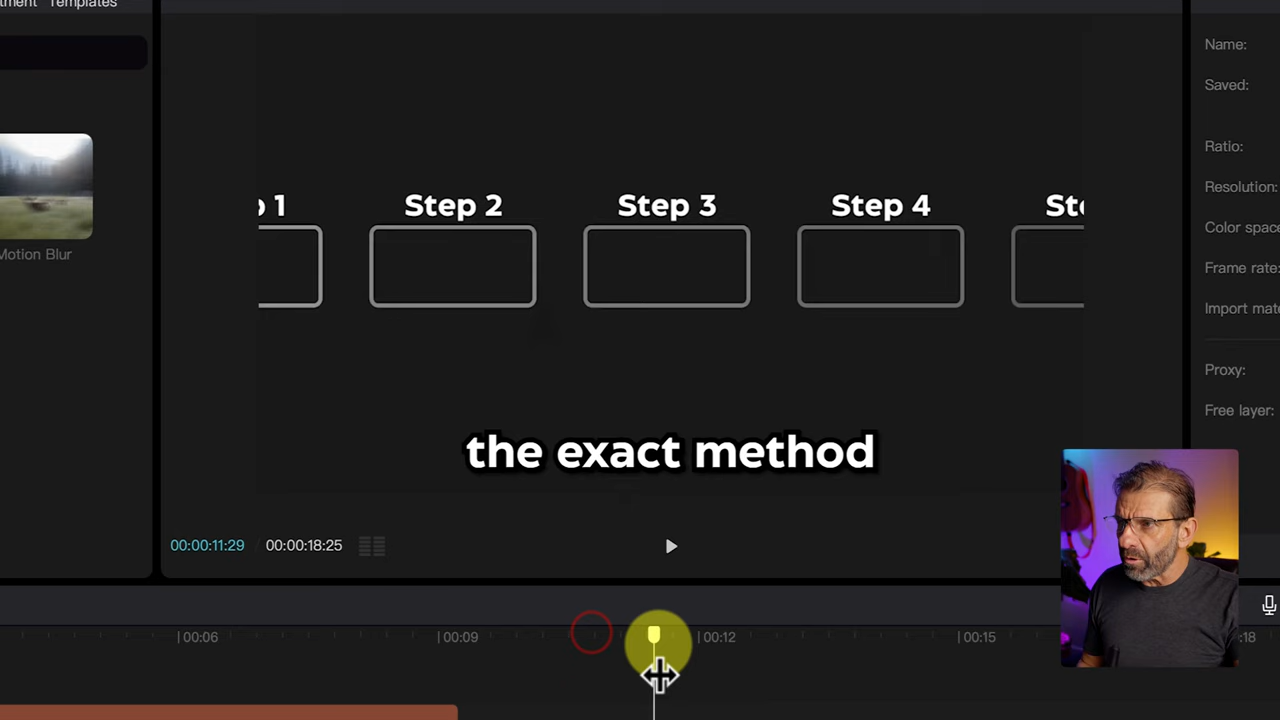 tment Templates
Name:
Saved:
Ratio:
Resolution:
Color space
Frame rate:
Import mate
Proxy:
Free layer:
Motion Blur
p 1 Step 2 Step 3 Step 4 Ste
the exact method
00:00:11:29 / 00:00:18:25
00:06 00:09 00:12 00:15 :18